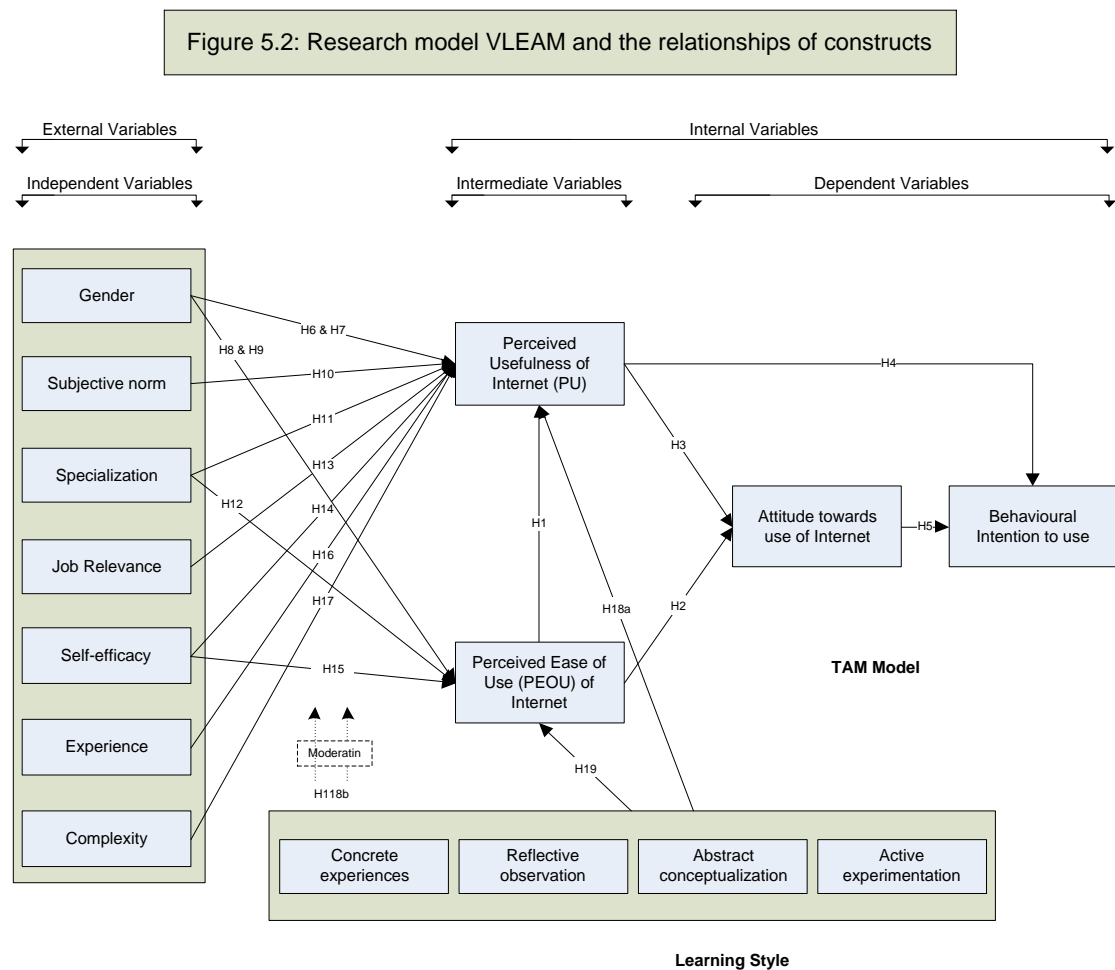 Figure 5.2: Research model VLEAM and the relationships of constructs
External Variables
Internal Variables
Independent Variables
Intermediate Variables
Dependent Variables
Gender
Subjective norm
Specialization
Job Relevance
Self-efficacy
Experience
Complexity
H6 & H7
H8 & H9
H10
H11
H13
H12
H14
H16
H17
H15
Perceived
Usefulness of
Internet (PU)
H4
H3
H1
Attitude towards
use of Internet
H5
Behavioural
Intention to use
H18a
H2
Perceived Ease of
Use (PEOU) of
Internet
TAM Model
Moderatin
H118b
H19
Concrete
experiences
Reflective
observation
Abstract
conceptualization
Active
experimentation
Learning Style